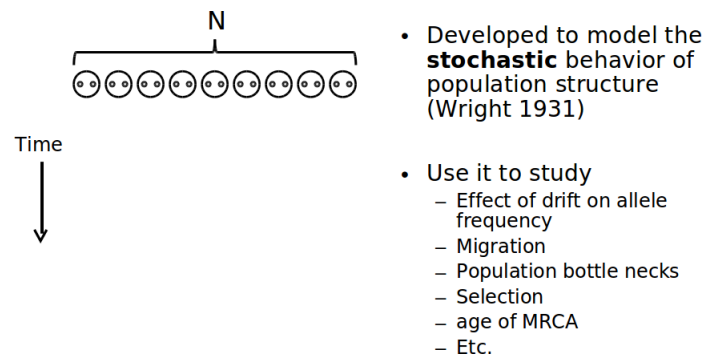 N
Time
• Developed to model the
stochastic behavior of
population structure
(Wright 1931)
• Use it to study
– Effect of drift on allele
frequency
– Migration
– Population bottle necks
– Selection
– age of MRCA
– Etc.